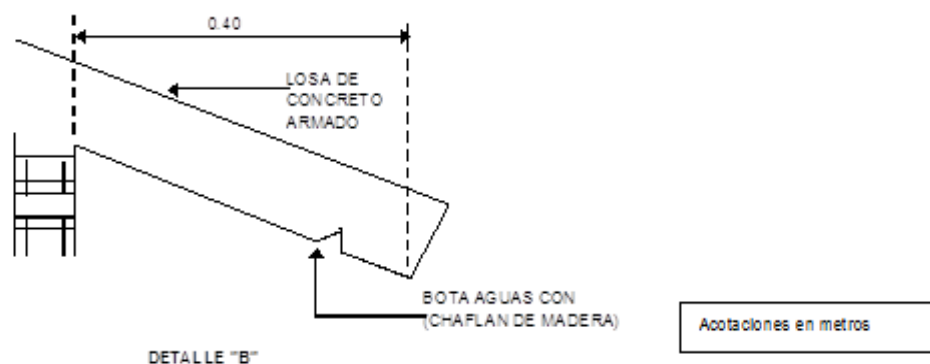 0.40
LOSA DE
CONCRETO
ARMADO
BOTA AGUAS CON
(CHAFLAN DE MADERA)
Acotaciones en metros
DETALLE "B"